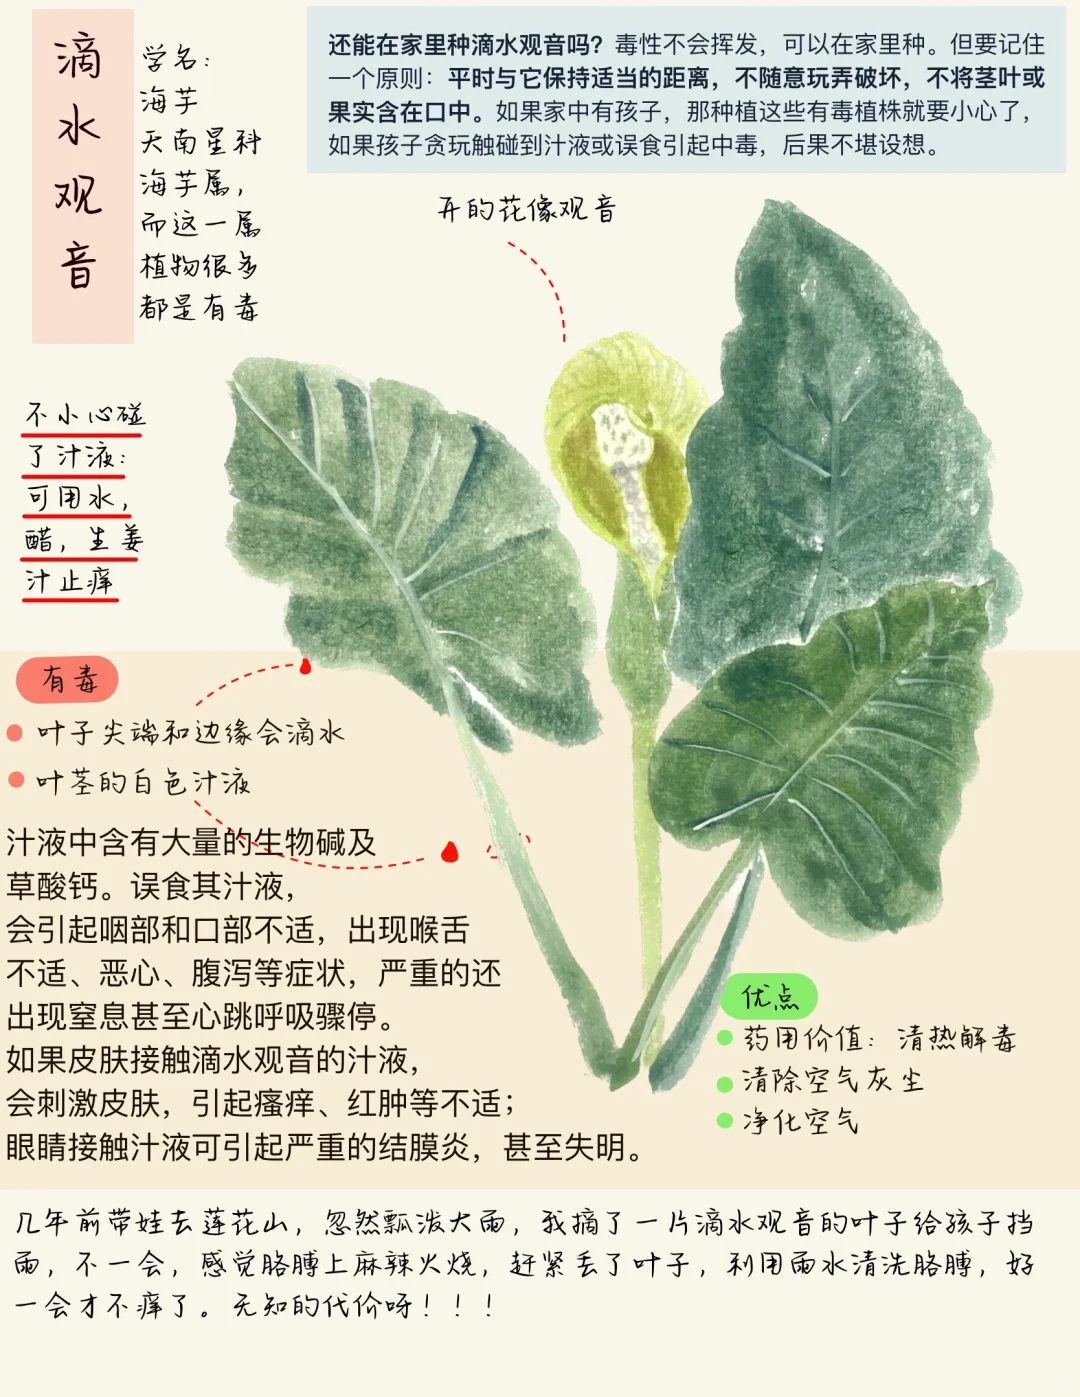 滴水观音
学名：
海芋
天南星科
海芋属，
而这一属
植物很多
都是有毒
还能在家里种滴水观音吗？毒性不会挥发，可以在家里种。但要记住
一个原则：平时与它保持适当的距离，不随意玩弄破坏，不将茎叶或
果实含在口中。如果家中有孩子，那种植这些有毒植株就要小心了，
如果孩子贪玩触碰到汁液或误食引起中毒，后果不堪设想。
开的花像观音
不小心碰
了汁液：
可用水，
醋，生姜
汁止痒
有毒
叶子尖端和边缘会滴水
叶茎的白色汁液
汁液中含有大量的生物碱及
草酸钙。误食其汁液，
会引起咽部和口部不适，出现喉舌
不适、恶心、腹泻等症状，严重的还
出现窒息甚至心跳呼吸骤停。
如果皮肤接触滴水观音的汁液，
会刺激皮肤，引起瘙痒、红肿等不适；
眼睛接触汁液可引起严重的结膜炎，甚至失明。
优点
药用价值：清热解毒
清除空气灰尘
净化空气
几年前带娃去莲花山，忽然瓢泼大雨，我摘了一片滴水观音的叶子给孩子挡
雨，不一会，感觉胳膊上麻辣火烧，赶紧丢了叶子，利用雨水清洗胳膊，好
一会才不痒了。无知的代价呀！！！